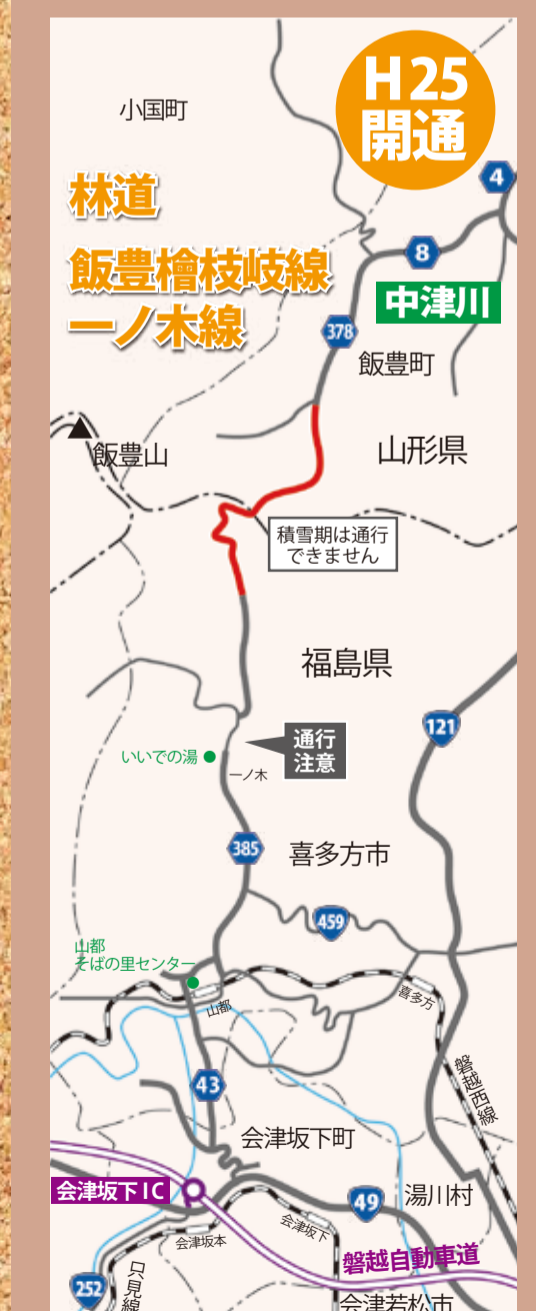 H25
開通
小国町
林道
飯豊檜枝岐線
一ノ木線
4
8
中津川
378
飯豊町
飯豊山
山形県
積雪期は通行
できません
福島県
121
通行
注意
いいでの湯
一ノ木
385
喜多方市
459
山都
そばの里センター
山都
喜多方
磐越西線
43
会津坂下町
会津坂下IC
49
湯川村
会津坂本
会津坂下
磐越自動車道
252
只見線
会津若松市